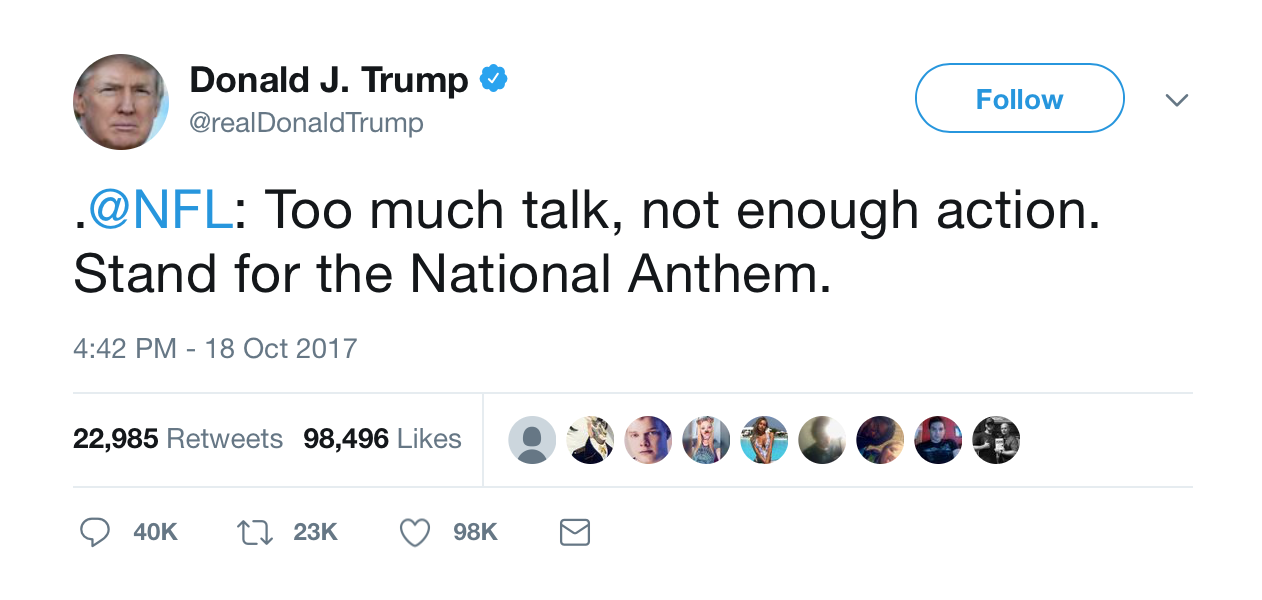 Donald J. Trump
@realDonaldTrump
Follow
.@NFL: Too much talk, not enough action.
Stand for the National Anthem.
4:42 PM - 18 Oct 2017
22,985 Retweets 98,496 Likes
40K 23K 98K